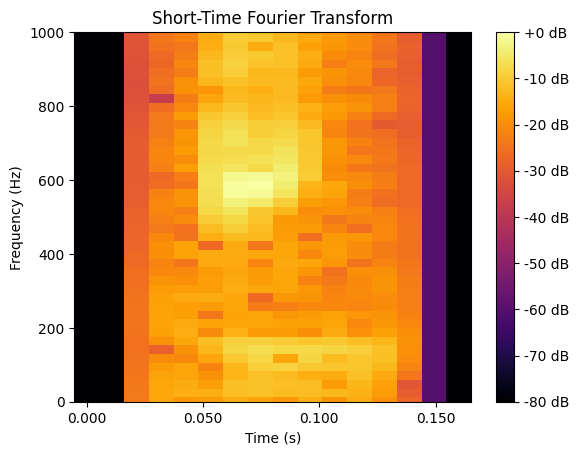 Short-Time Fourier Transform
1000
800
600
400
200
0
Frequency (Hz)
0.000
0.050
0.100
0.150
Time (s)
+0 dB
-10 dB
-20 dB
-30 dB
-40 dB
-50 dB
-60 dB
-70 dB
-80 dB